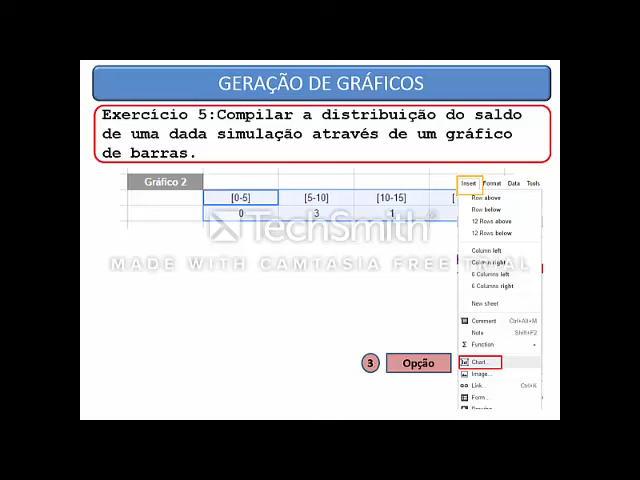 GERAÇÃO DE GRÁFICOS
Exercício 5:Compilar a distribuição do saldo
de uma dada simulação através de um gráfico
de barras.
Gráfico 2
[0-5] [5-10] [10-15]
0 3 1
Insert Format Data Tools
Row above
Row below
12 Rows above
12 Rows below
Column left
Column right
6 Columns left
6 Columns right
New sheet
Comment Ctrl+Alt+M
Note Shift+F2
Function
Chart...
Image...
Link... Ctrl+K
Form...
TechSmith
MADE WITH CAMTASIA FREE TRIAL
3 Opção